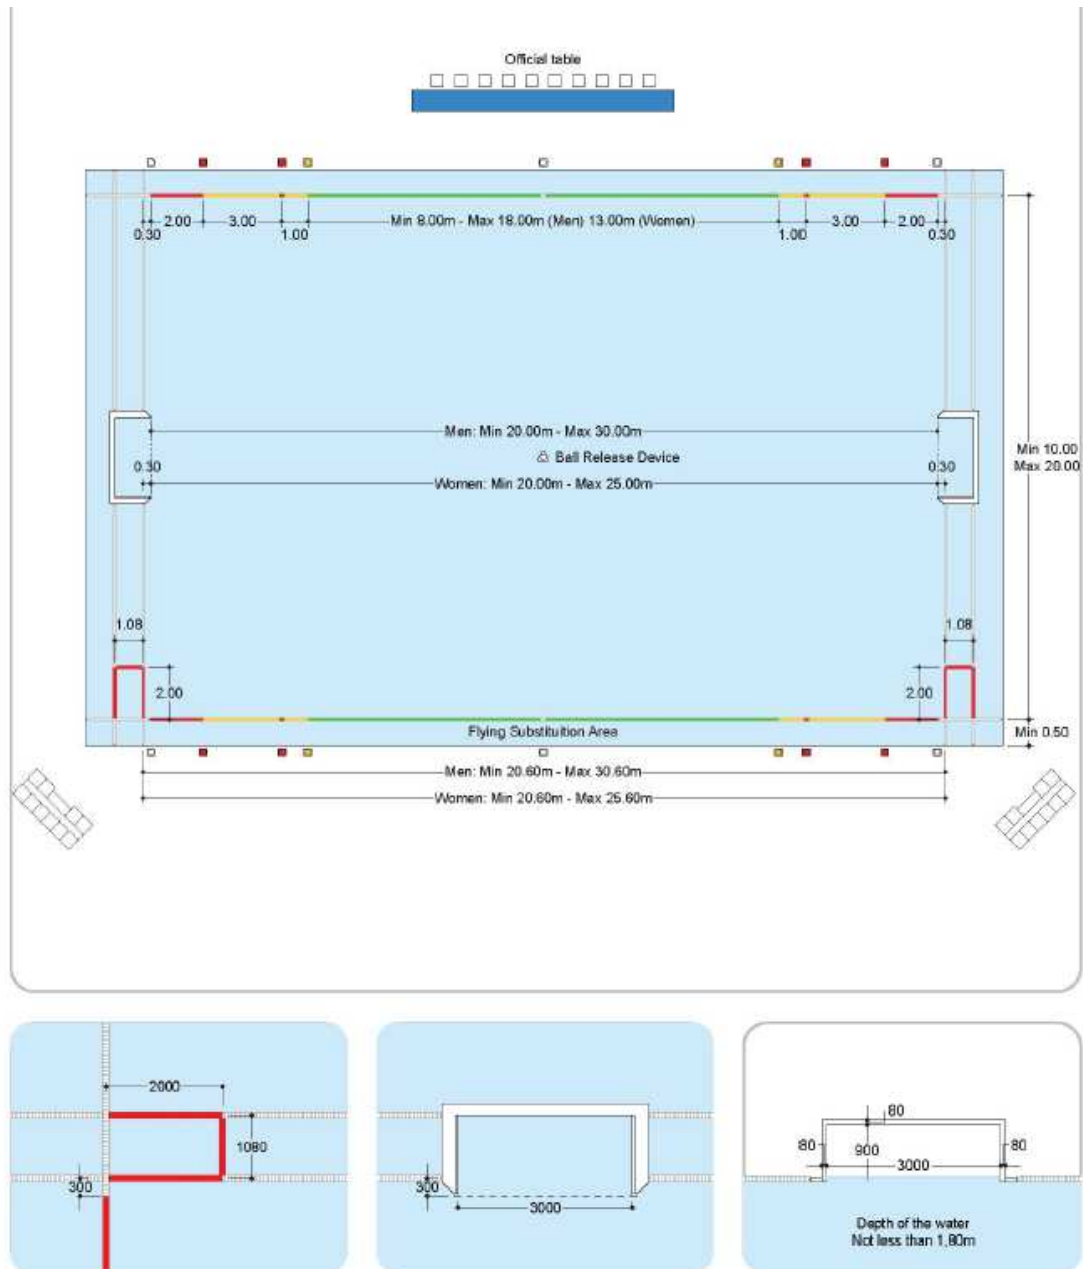 Official table
2.00 3.00 Min 8.00m - Max 18.00m (Men) 13.00m (Women) 3.00 2.00
0.30 1.00 1.00 0.30
Men: Min 20.00m - Max 30.00m
Min 10.00
Max 20.00
Ball Release Device
0.30 0.30
Women: Min 20.00m - Max 25.00m
1.08 1.08
2.00 2.00
Flying Substituition Area
Min 0.50
Men: Min 20.60m - Max 30.60m
Women: Min 20.60m - Max 25.60m
2000
1080
300
300
3000
80
80 900 80
3000
Depth of the water
Not less than 1,80m